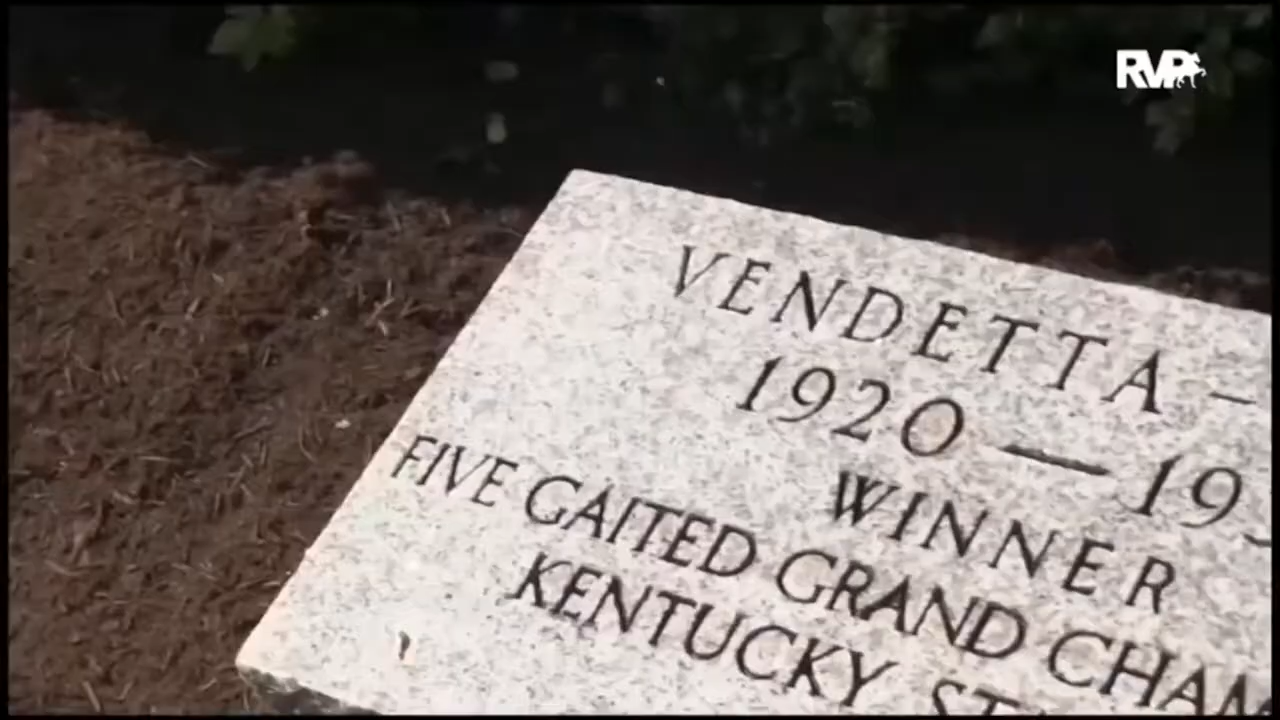 RVP
VENDETTA –
1920 — 19
WINNER
FIVE GAITED GRAND CHAM
KENTUCKY ST